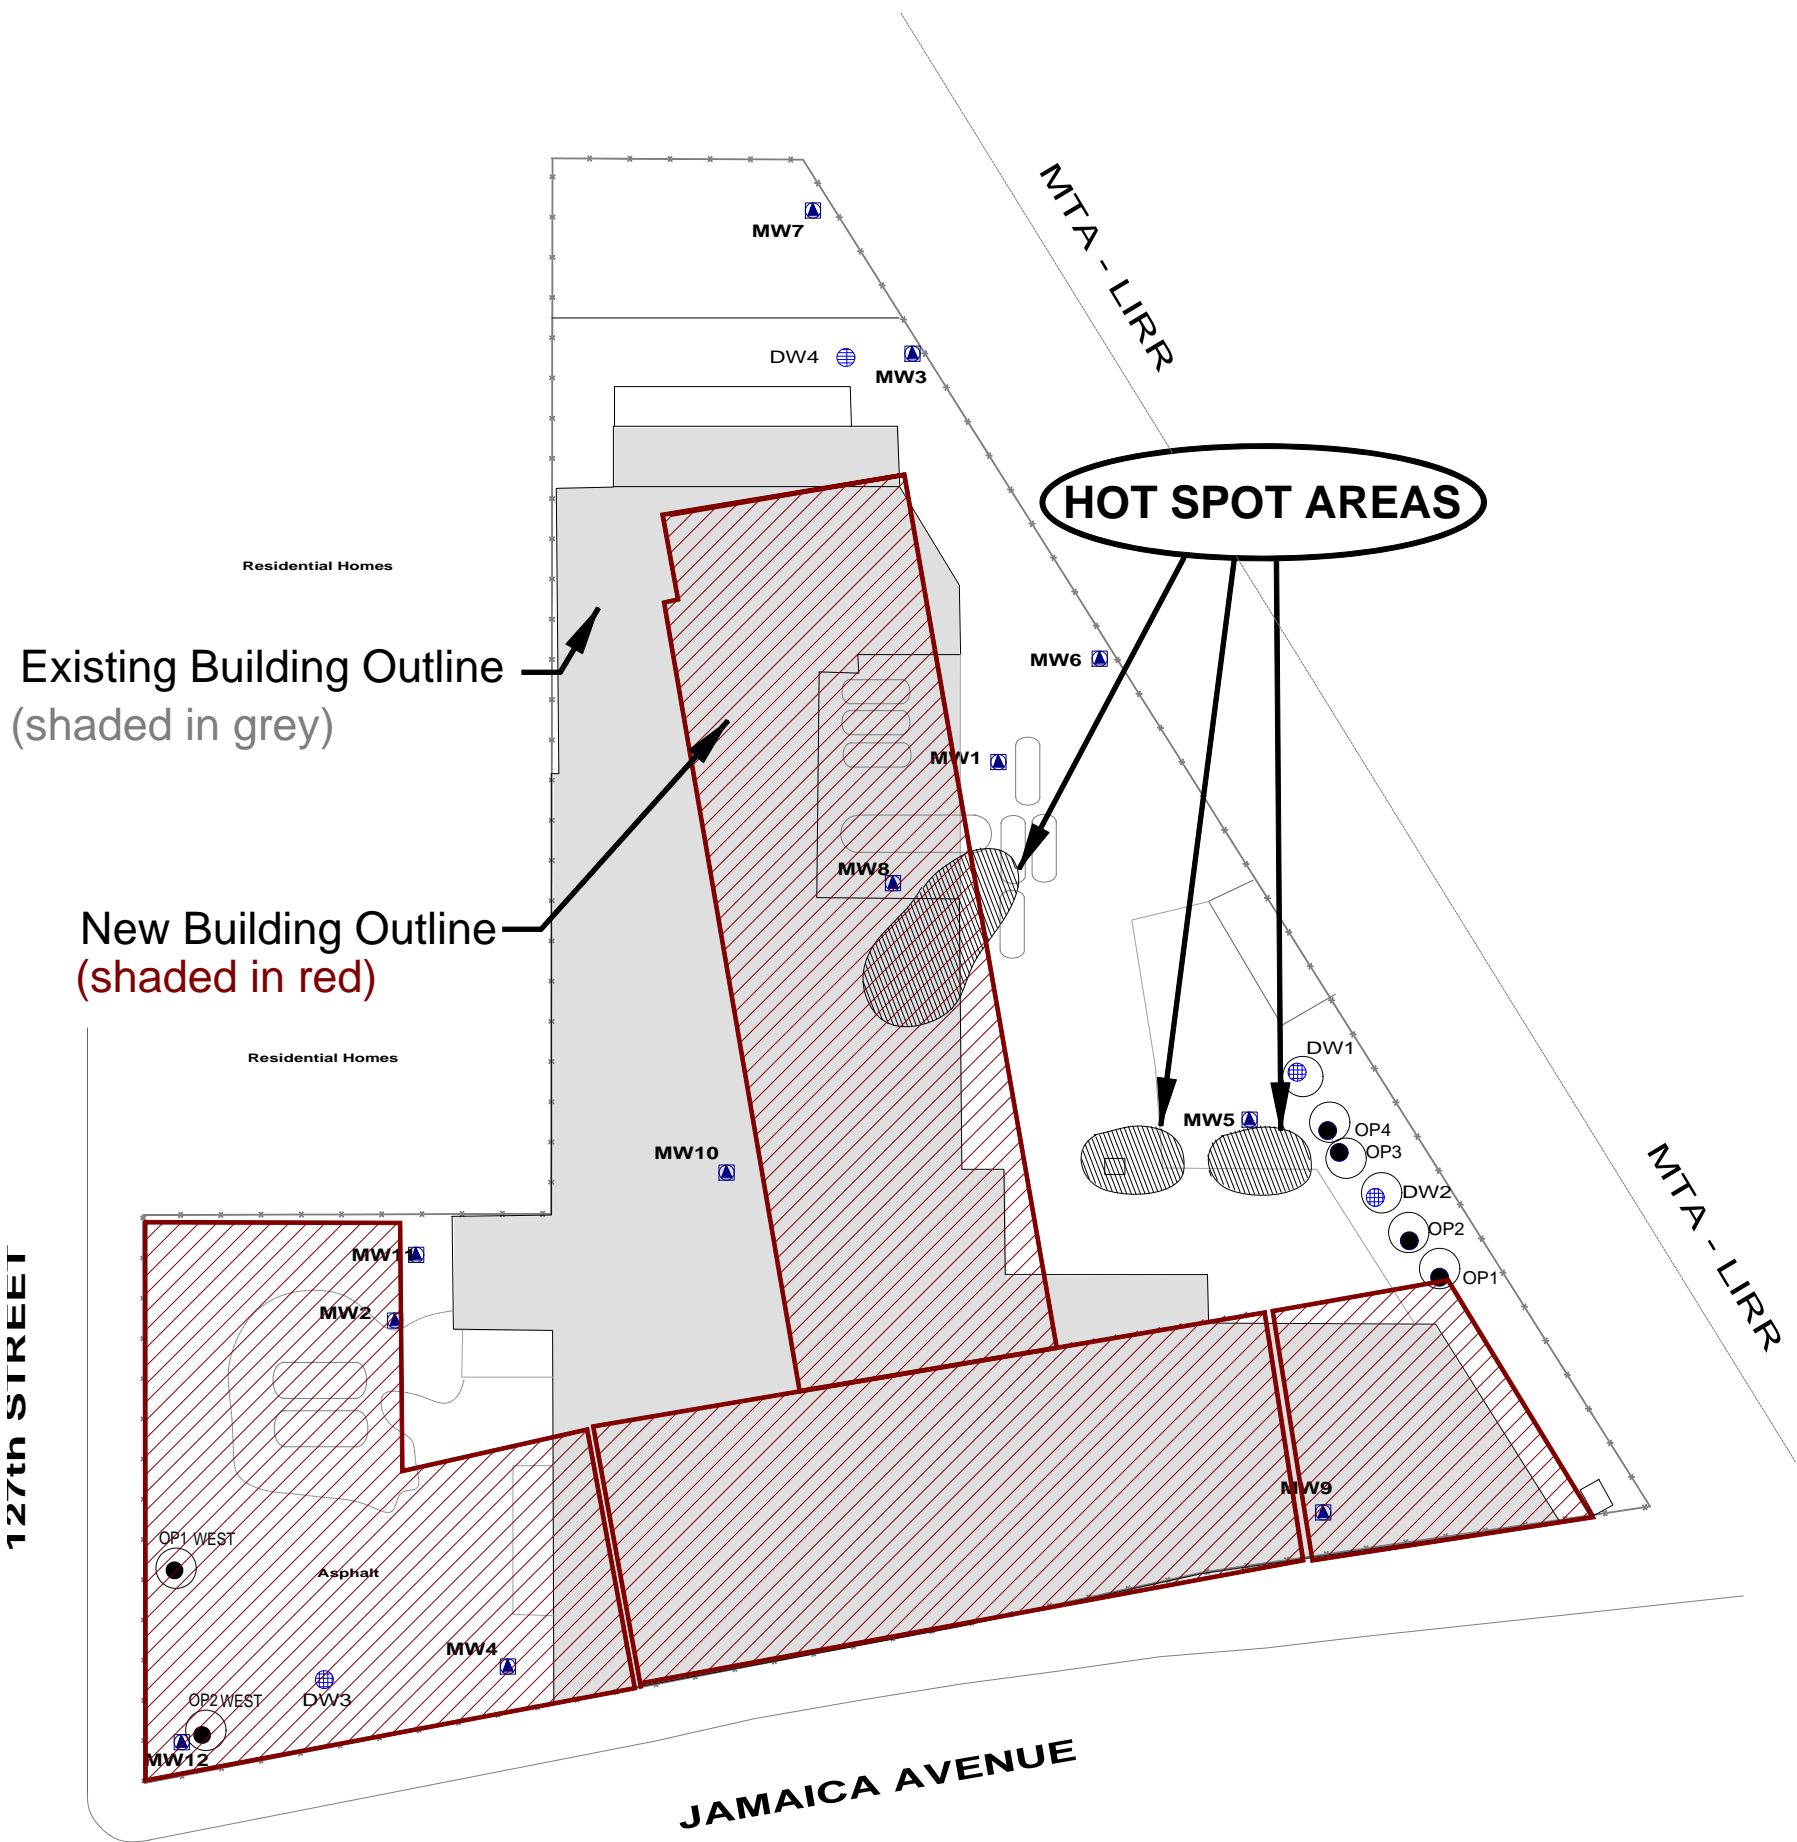 MTA - LIRR
MW7
DW4
MW3
HOT SPOT AREAS
Residential Homes
Existing Building Outline
(shaded in grey)
MW6
MW1
MW8
New Building Outline
(shaded in red)
Residential Homes
DW1
MW5
OP4
OP3
MW10
DW2
OP2
OP1
MTA - LIRR
MW11
MW2
127th STREET
MW9
OP1 WEST
Asphalt
MW4
OP2 WEST
DW3
MW12
JAMAICA AVENUE